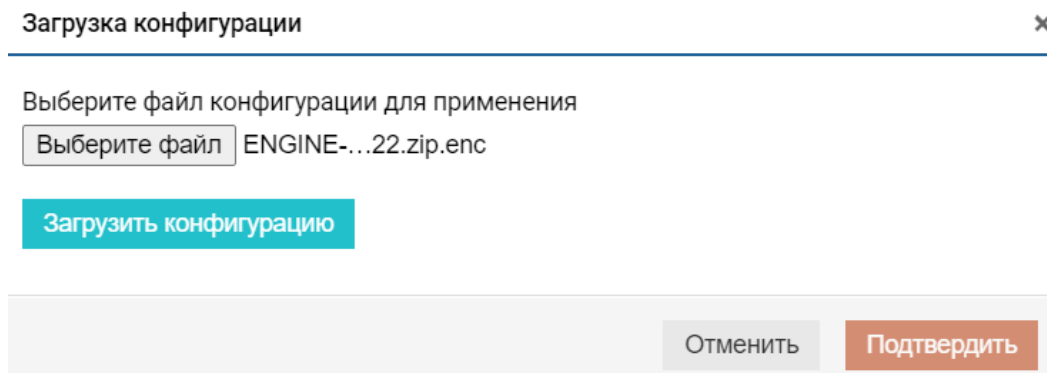 Загрузка конфигурации
Выберите файл конфигурации для применения
Выберите файл ENGINE-...22.zip.enc
Загрузить конфигурацию
Отменить Подтвердить